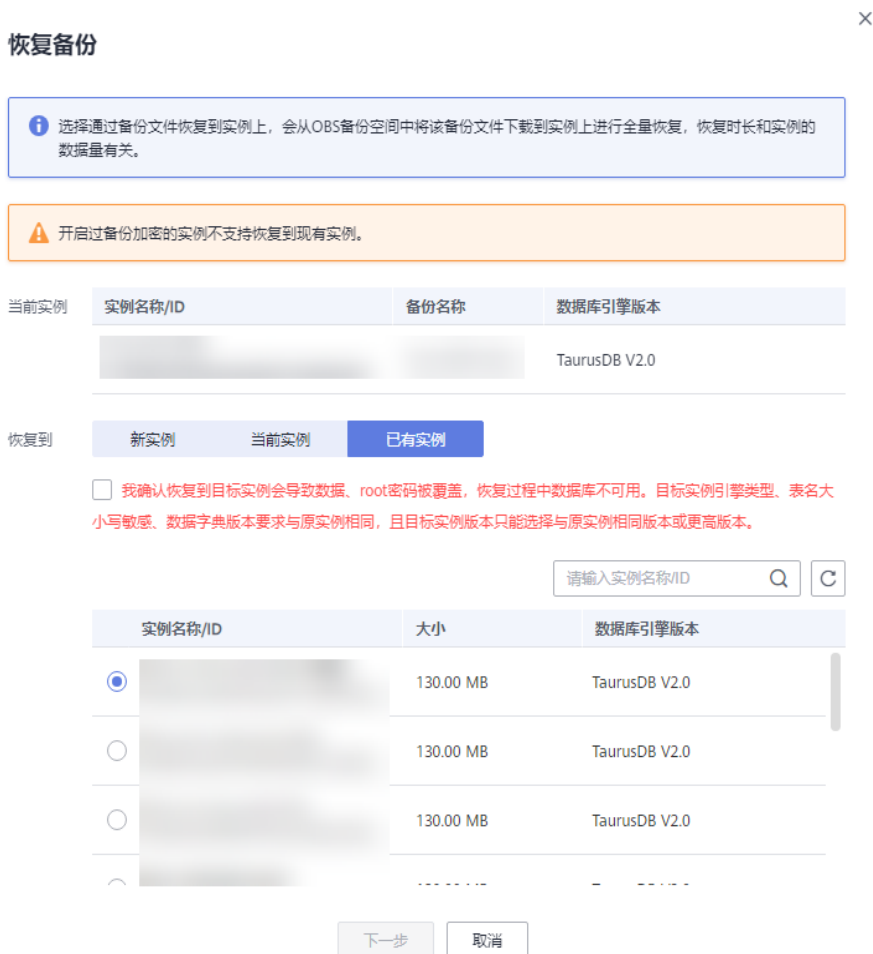 恢复备份
选择通过备份文件恢复到实例上，会从OBS备份空间中将该备份文件下载到实例上进行全量恢复，恢复时长和实例的
数据量有关。
开启过备份加密的实例不支持恢复到现有实例。
当前实例 实例名称/ID 备份名称 数据库引擎版本
TaurusDB V2.0
恢复到 新实例 当前实例 已有实例
我确认恢复到目标实例会导致数据、root密码被覆盖，恢复过程中数据库不可用。目标实例引擎类型、表名大
小写敏感、数据字典版本要求与原实例相同，且目标实例版本只能选择与原实例相同版本或更高版本。
请输入实例名称/ID
实例名称/ID 大小 数据库引擎版本
130.00 MB TaurusDB V2.0
130.00 MB TaurusDB V2.0
130.00 MB TaurusDB V2.0
下一步 取消